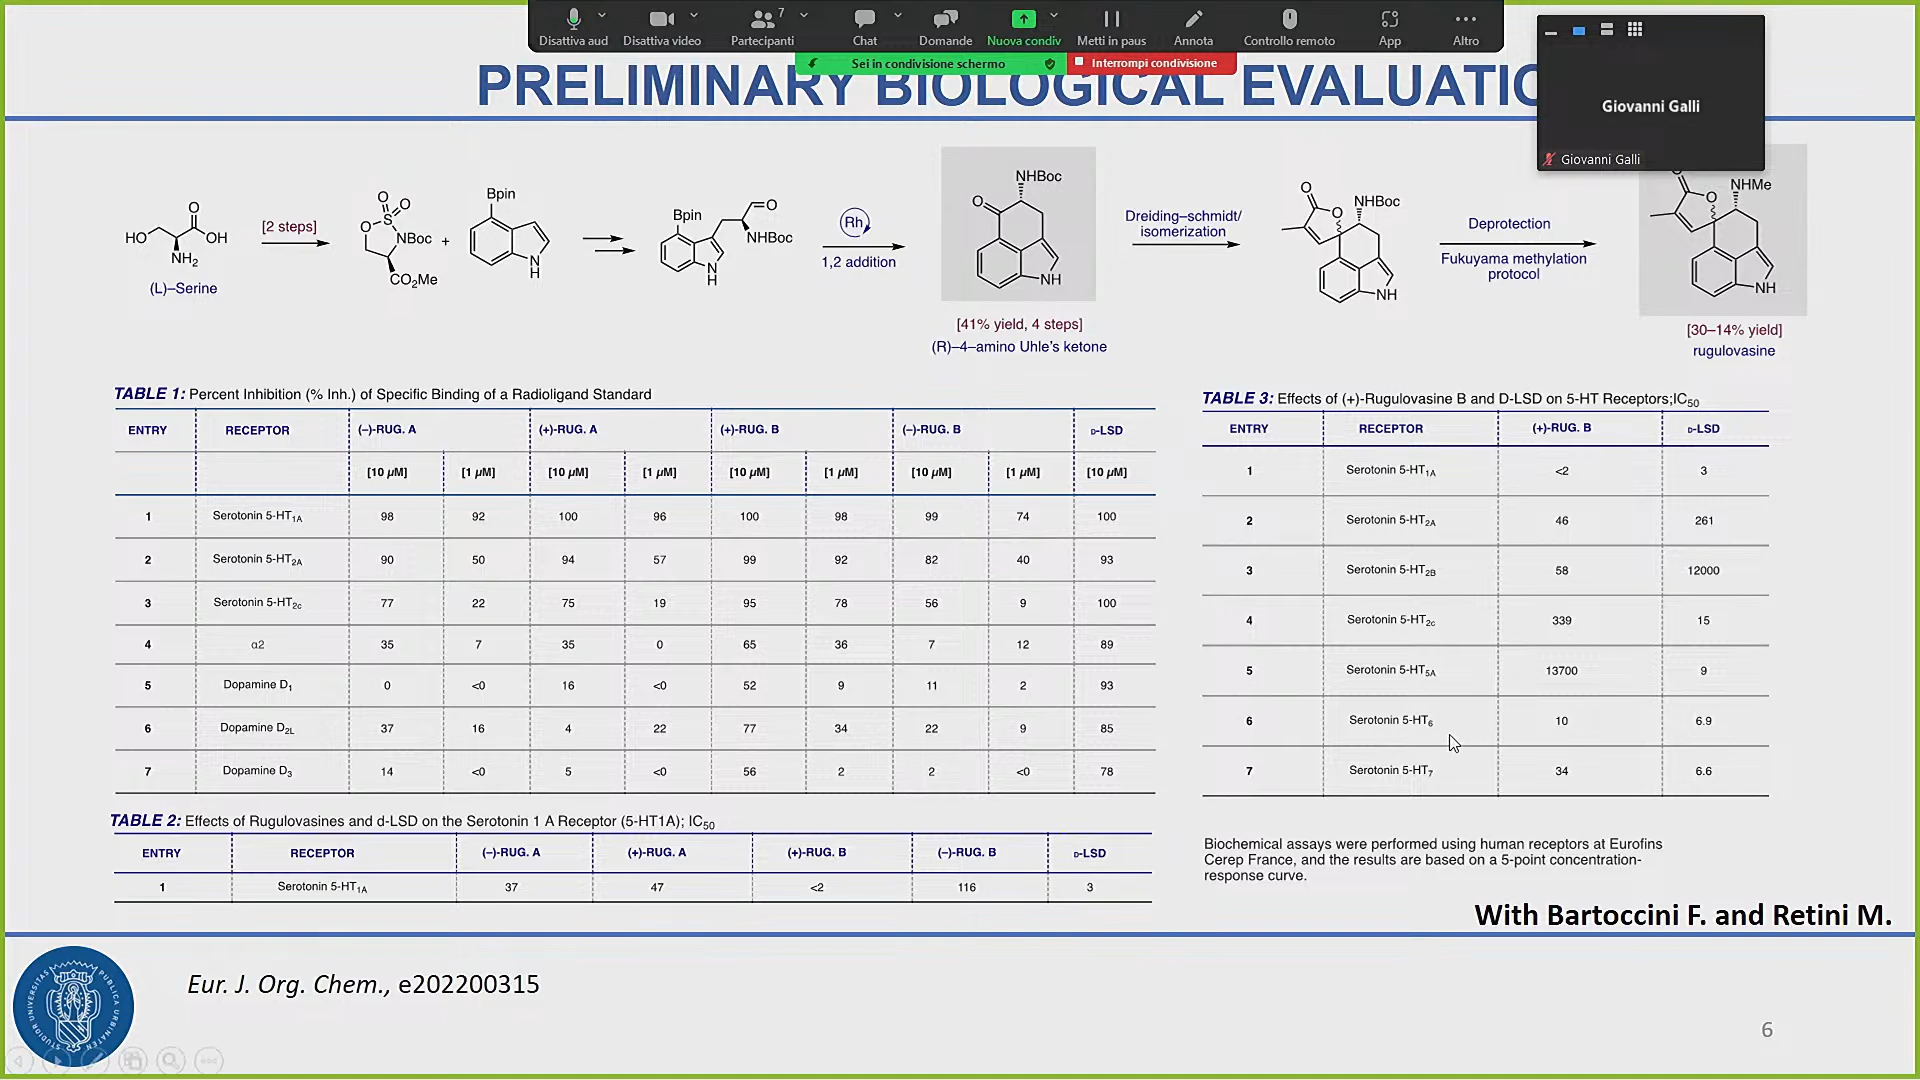 Disattiva aud Disattiva video Partecipanti 7 Chat Domande Nuova condiv Metti in paus Annota Controllo remoto App Altro
Sei in condivisione schermo Interrompi condivisione
Giovanni Galli
Giovanni Galli
PRELIMINARY BIOLOGICAL EVALUATIO
HO O OH NH2
(L)–Serine
[2 steps]
O O O S NBoc CO2Me
+
Bpin NH
Bpin O NHBoc NH
Rh
1,2 addition
NHBoc O NH
[41% yield, 4 steps]
(R)–4–amino Uhle's ketone
Dreiding–schmidt/
isomerization
O O NHBoc NH
Deprotection
Fukuyama methylation
protocol
O NHMe NH
[30–14% yield]
rugulovasine
TABLE 1: Percent Inhibition (% Inh.) of Specific Binding of a Radioligand Standard
ENTRY RECEPTOR (–)-RUG. A (+)-RUG. A (+)-RUG. B (–)-RUG. B D-LSD
[10 µM] [1 µM] [10 µM] [1 µM] [10 µM] [1 µM] [10 µM] [1 µM] [10 µM]
1 Serotonin 5-HT1A 98 92 100 96 100 98 99 74 100
2 Serotonin 5-HT2A 90 50 94 57 99 92 82 40 93
3 Serotonin 5-HT2c 77 22 75 19 95 78 56 9 100
4 α2 35 7 35 0 65 36 7 12 89
5 Dopamine D1 0 <0 16 <0 52 9 11 2 93
6 Dopamine D2L 37 16 4 22 77 34 22 9 85
7 Dopamine D3 14 <0 5 <0 56 2 2 <0 78
TABLE 2: Effects of Rugulovasines and d-LSD on the Serotonin 1 A Receptor (5-HT1A); IC50
ENTRY RECEPTOR (–)-RUG. A (+)-RUG. A (+)-RUG. B (–)-RUG. B D-LSD
1 Serotonin 5-HT1A 37 47 <2 116 3
TABLE 3: Effects of (+)-Rugulovasine B and D-LSD on 5-HT Receptors;IC50
ENTRY RECEPTOR (+)-RUG. B D-LSD
1 Serotonin 5-HT1A <2 3
2 Serotonin 5-HT2A 46 261
3 Serotonin 5-HT2B 58 12000
4 Serotonin 5-HT2c 339 15
5 Serotonin 5-HT5A 13700 9
6 Serotonin 5-HT6 10 6.9
7 Serotonin 5-HT7 34 6.6
Biochemical assays were performed using human receptors at Eurofins
Cerep France, and the results are based on a 5-point concentration-
response curve.
With Bartoccini F. and Retini M.
Eur. J. Org. Chem., e202200315
6